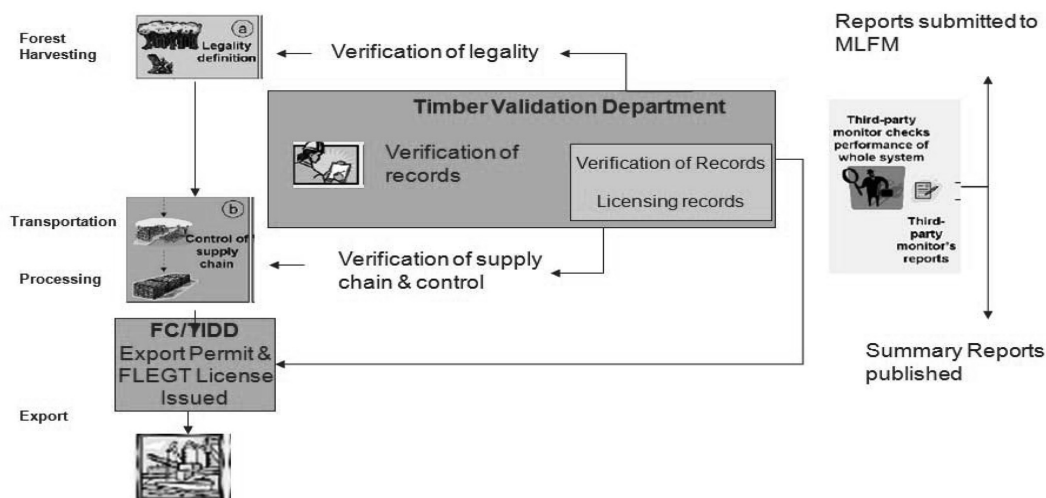 Forest
Harvesting
a
Legality
definition
Verification of legality
Timber Validation Department
Verification of
records
Verification of Records
Licensing records
Transportation
b
Control of
supply
chain
Processing
Verification of supply
chain & control
FC/TIDD
Export Permit &
FLEGT License
Issued
Export
Reports submitted to
MLFM
Third-party
monitor checks
performance of
whole system
Third-
party
monitor's
reports
Summary Reports
published